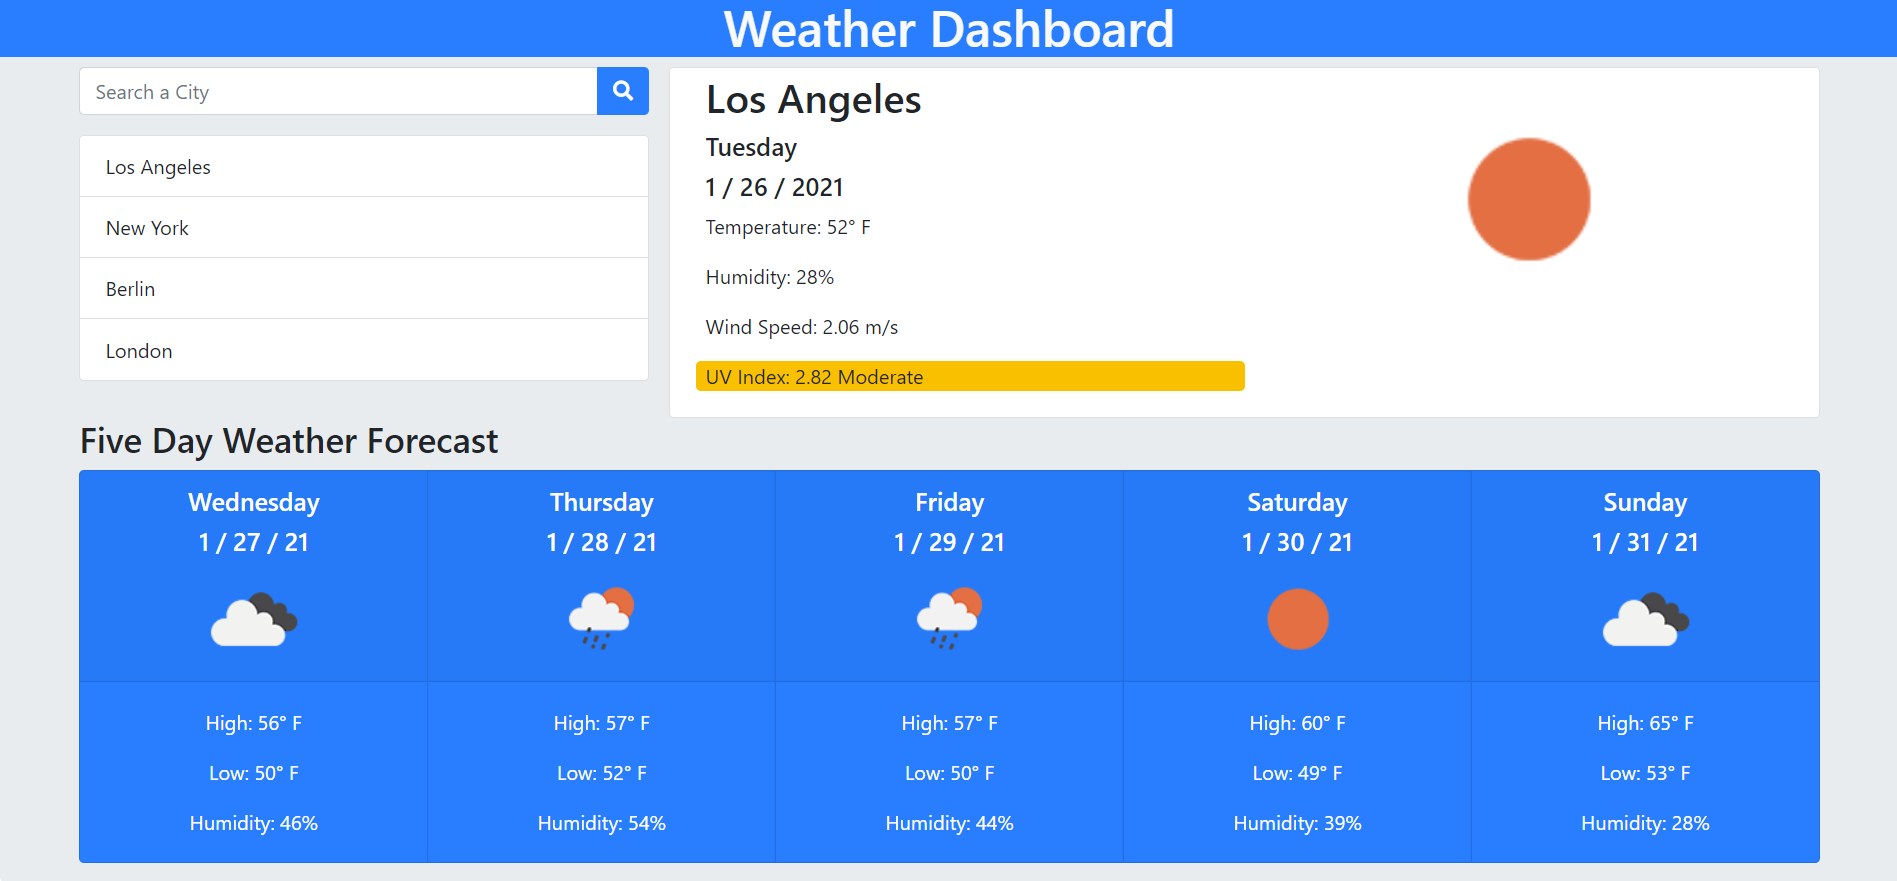 Weather Dashboard
Search a City
Los Angeles
New York
Berlin
London
Los Angeles
Tuesday
1 / 26 / 2021
Temperature: 52° F
Humidity: 28%
Wind Speed: 2.06 m/s
UV Index: 2.82 Moderate
Five Day Weather Forecast
Wednesday
1 / 27 / 21
High: 56° F
Low: 50° F
Humidity: 46%
Thursday
1 / 28 / 21
High: 57° F
Low: 52° F
Humidity: 54%
Friday
1 / 29 / 21
High: 57° F
Low: 50° F
Humidity: 44%
Saturday
1 / 30 / 21
High: 60° F
Low: 49° F
Humidity: 39%
Sunday
1 / 31 / 21
High: 65° F
Low: 53° F
Humidity: 28%